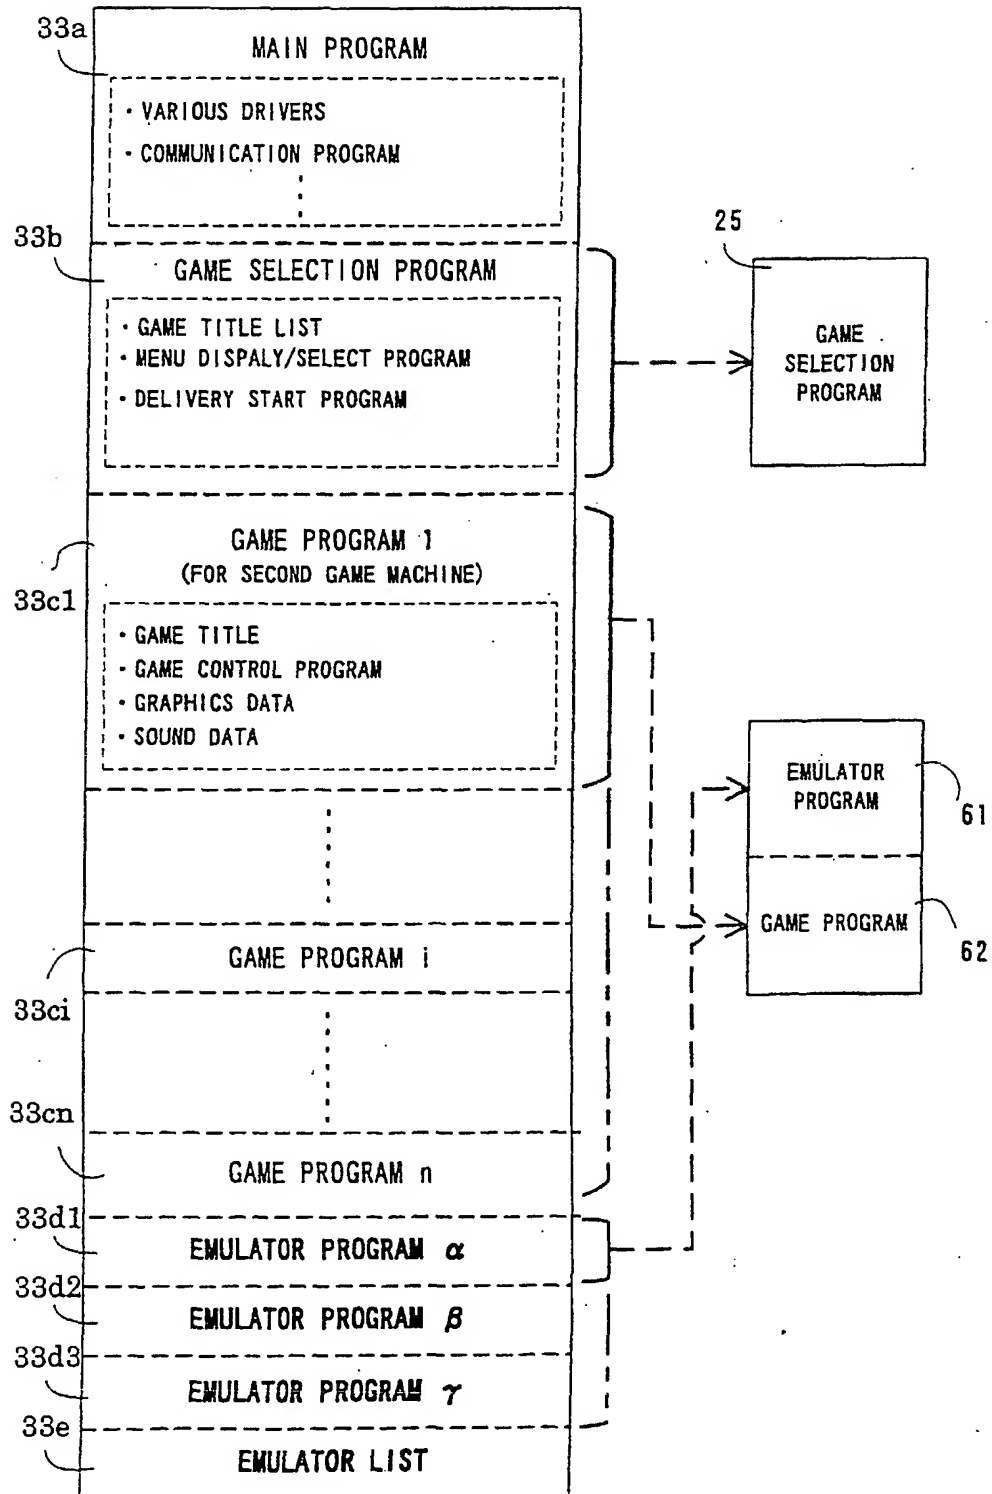 33a
MAIN PROGRAM
· VARIOUS DRIVERS
· COMMUNICATION PROGRAM
33b
GAME SELECTION PROGRAM
· GAME TITLE LIST
· MENU DISPALY/SELECT PROGRAM
· DELIVERY START PROGRAM
25
GAME
SELECTION
PROGRAM
33c1
GAME PROGRAM 1
(FOR SECOND GAME MACHINE)
· GAME TITLE
· GAME CONTROL PROGRAM
· GRAPHICS DATA
· SOUND DATA
EMULATOR
PROGRAM
61
GAME PROGRAM
62
33ci
GAME PROGRAM i
33cn
GAME PROGRAM n
33d1
EMULATOR PROGRAM α
33d2
EMULATOR PROGRAM β
33d3
EMULATOR PROGRAM γ
33e
EMULATOR LIST